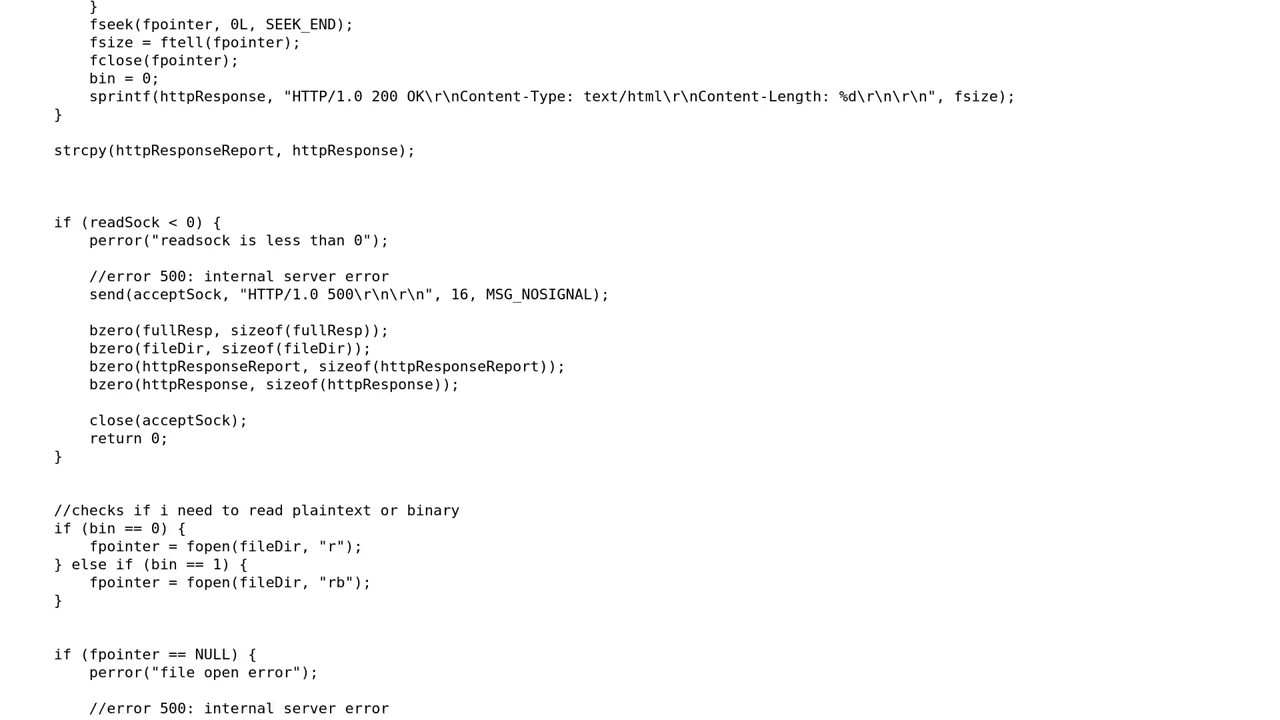 }
fseek(fpointer, 0L, SEEK_END);
fsize = ftell(fpointer);
fclose(fpointer);
bin = 0;
sprintf(httpResponse, "HTTP/1.0 200 OK\r\nContent-Type: text/html\r\nContent-Length: %d\r\n\r\n", fsize);
}
strcpy(httpResponseReport, httpResponse);
if (readSock < 0) {
perror("readsock is less than 0");
//error 500: internal server error
send(acceptSock, "HTTP/1.0 500\r\n\r\n", 16, MSG_NOSIGNAL);
bzero(fullResp, sizeof(fullResp));
bzero(fileDir, sizeof(fileDir));
bzero(httpResponseReport, sizeof(httpResponseReport));
bzero(httpResponse, sizeof(httpResponse));
close(acceptSock);
return 0;
}
//checks if i need to read plaintext or binary
if (bin == 0) {
fpointer = fopen(fileDir, "r");
} else if (bin == 1) {
fpointer = fopen(fileDir, "rb");
}
if (fpointer == NULL) {
perror("file open error");
//error 500: internal server error